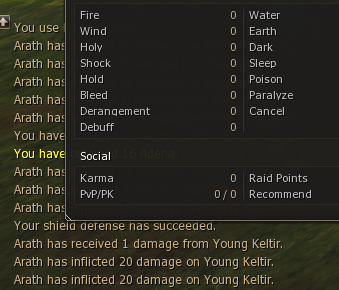 Fire 0 Water
Wind 0 Earth
Holy 0 Dark
Shock 0 Sleep
Hold 0 Poison
Bleed 0 Paralyze
Derangement 0 Cancel
Debuff 0
Social
Karma 0 Raid Points
PvP/PK 0 / 0 Recommend
You use
Arath has
Arath has
Arath has
Arath has
Arath has
You have
You have 16 Adena
Arath has
Arath has
Arath has
Your shield defense has succeeded.
Arath has received 1 damage from Young Keltir.
Arath has inflicted 20 damage on Young Keltir.
Arath has inflicted 20 damage on Young Keltir.